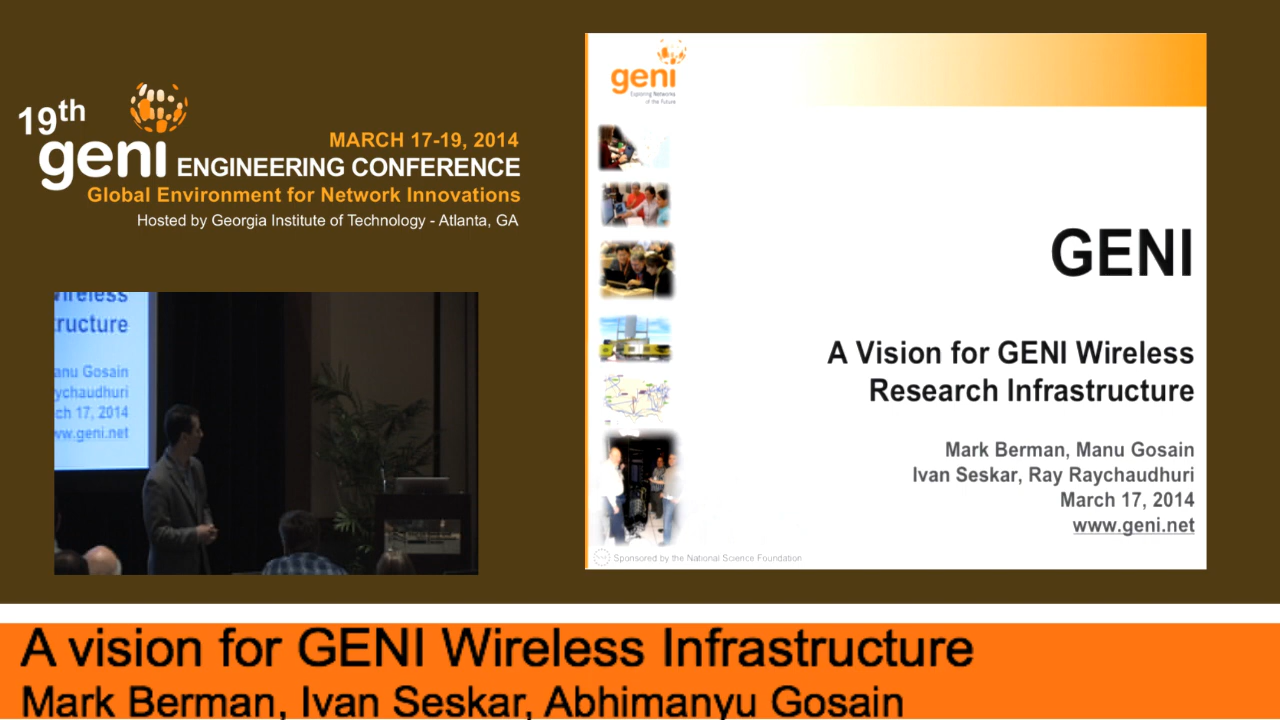 19th
geni ENGINEERING CONFERENCE
MARCH 17-19, 2014
Global Environment for Network Innovations
Hosted by Georgia Institute of Technology - Atlanta, GA
geni
Exploring Networks
of the Future
GENI
A Vision for GENI Wireless
Research Infrastructure
Mark Berman, Manu Gosain
Ivan Seskar, Ray Raychaudhuri
March 17, 2014
www.geni.net
Sponsored by the National Science Foundation
ireless
ructure
anu Gosain
ychaudhuri
ch 17, 2014
ww.geni.net
A vision for GENI Wireless Infrastructure
Mark Berman, Ivan Seskar, Abhimanyu Gosain